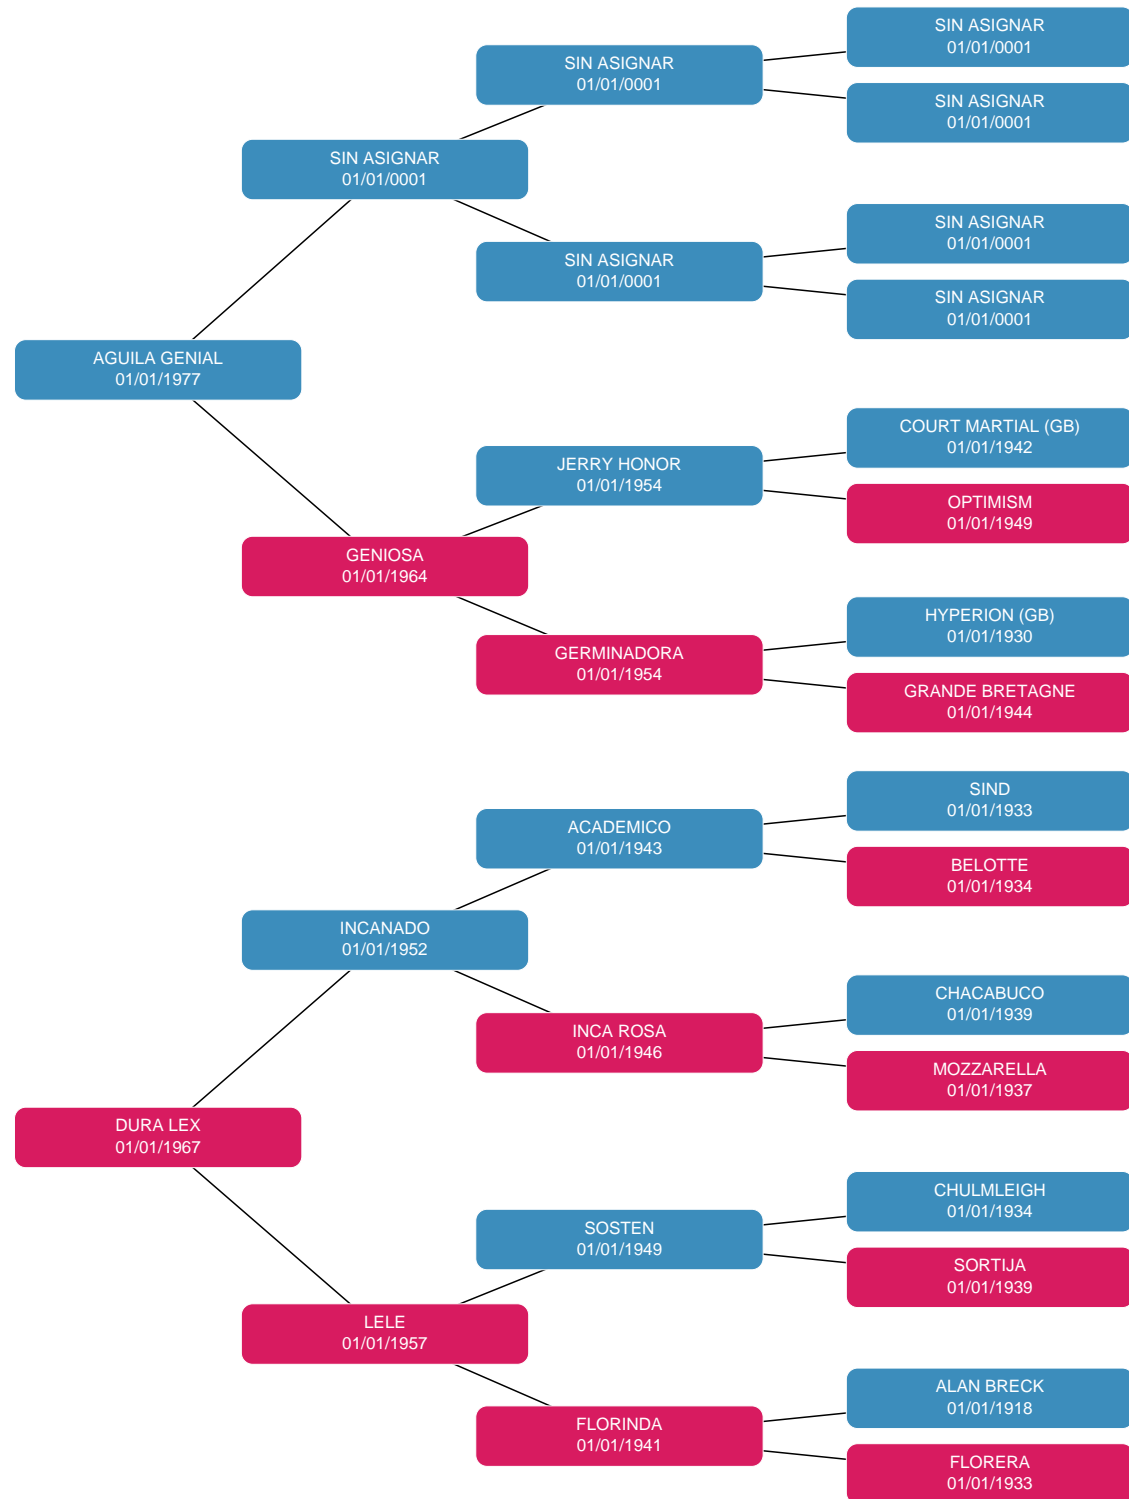 SIN ASIGNAR
01/01/0001
SIN ASIGNAR
01/01/0001
SIN ASIGNAR
01/01/0001
SIN ASIGNAR
01/01/0001
SIN ASIGNAR
01/01/0001
SIN ASIGNAR
01/01/0001
SIN ASIGNAR
01/01/0001
AGUILA GENIAL
01/01/1977
COURT MARTIAL (GB)
01/01/1942
JERRY HONOR
01/01/1954
OPTIMISM
01/01/1949
GENIOSA
01/01/1964
HYPERION (GB)
01/01/1930
GERMINADORA
01/01/1954
GRANDE BRETAGNE
01/01/1944
SIND
01/01/1933
ACADEMICO
01/01/1943
BELOTTE
01/01/1934
INCANADO
01/01/1952
CHACABUCO
01/01/1939
INCA ROSA
01/01/1946
MOZZARELLA
01/01/1937
DURA LEX
01/01/1967
CHULMLEIGH
01/01/1934
SOSTEN
01/01/1949
SORTIJA
01/01/1939
LELE
01/01/1957
ALAN BRECK
01/01/1918
FLORINDA
01/01/1941
FLORERA
01/01/1933